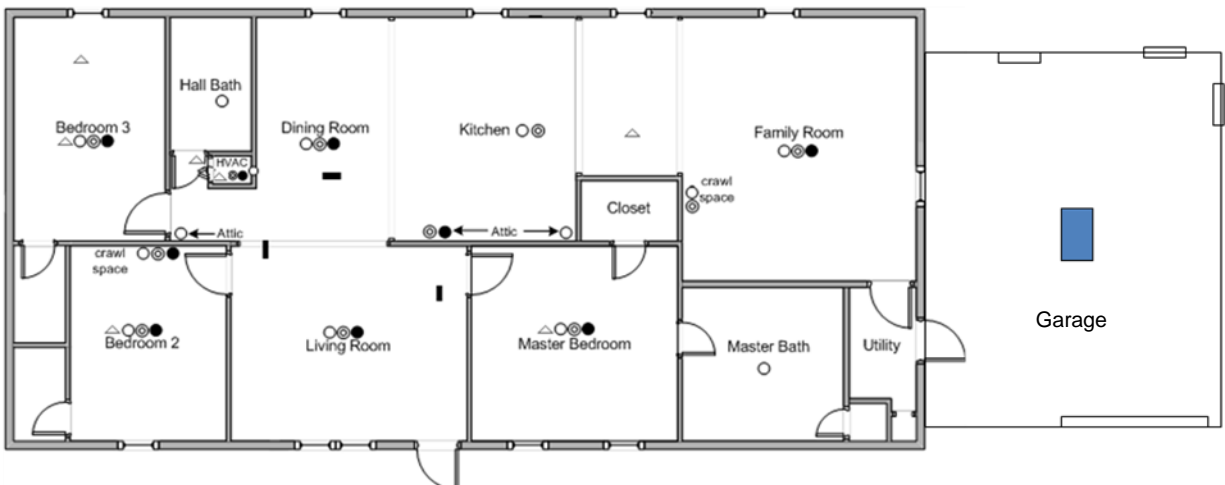 Hall Bath
Bedroom 3
Dining Room
Kitchen
Family Room
HVAC
crawl
space
Closet
Attic
Attic
crawl
space
Bedroom 2
Living Room
Master Bedroom
Master Bath
Utility
Garage